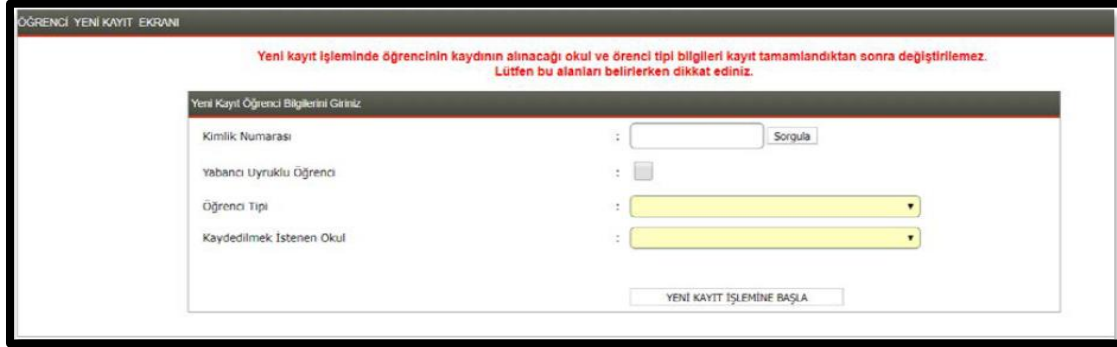 ÖĞRENCİ YENİ KAYIT EKRANI
Yeni kayıt işleminde öğrencinin kaydının alınacağı okul ve örenci tipi bilgileri kayıt tamamlandıktan sonra değiştirilemez.
Lütfen bu alanları belirlerken dikkat ediniz.
Yeni Kayıt Öğrenci Bilgilerini Giriniz
Kimlik Numarası : Sorgula
Yabancı Uyruklu Öğrenci :
Öğrenci Tipi :
Kaydedilmek İstenen Okul :
YENİ KAYIT İŞLEMİNE BAŞLA